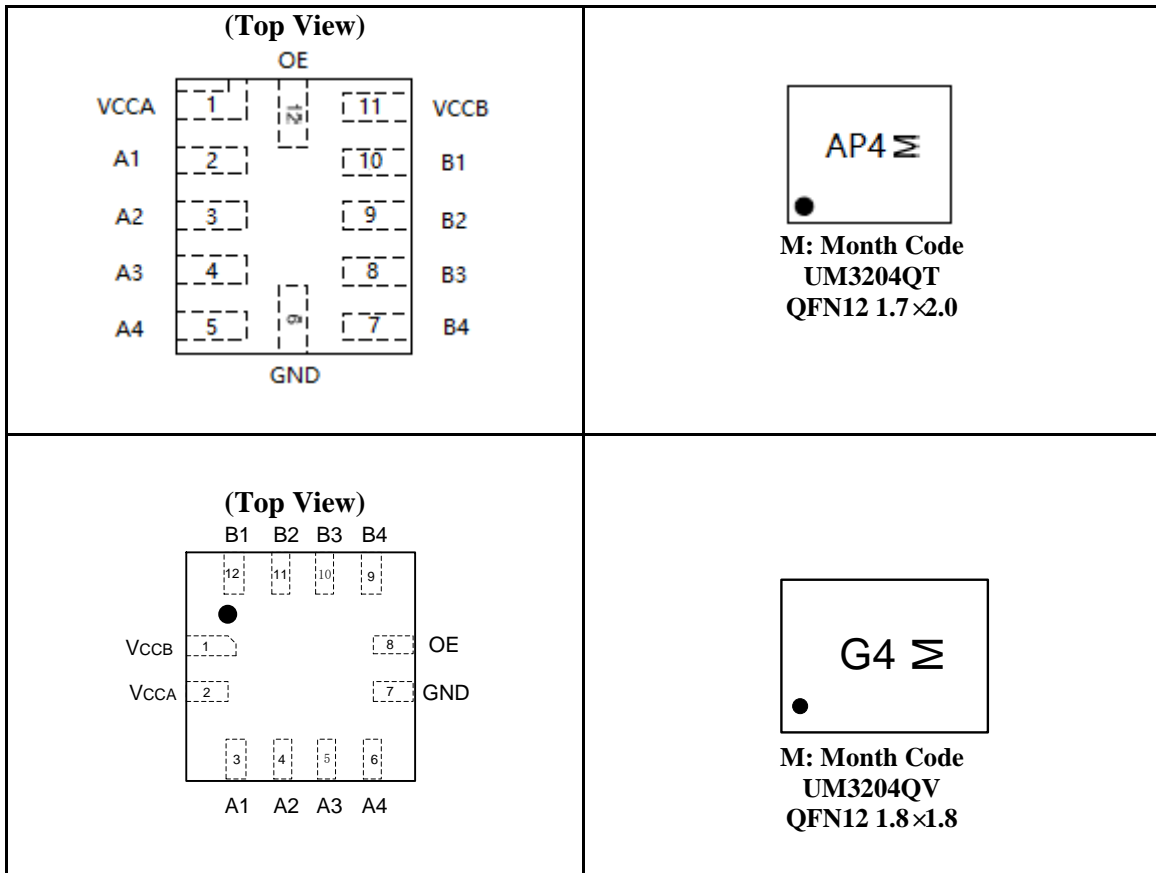 (Top View)
OE
VCCA 1 12 11 VCCB
A1 2 10 B1
A2 3 9 B2
A3 4 8 B3
A4 5 6 7 B4
GND
AP4 M
M: Month Code
UM3204QT
QFN12 1.7×2.0
(Top View)
B1 B2 B3 B4
12 11 10 9
VCCB 1 8 OE
VCCA 2 7 GND
3 4 5 6
A1 A2 A3 A4
G4 M
M: Month Code
UM3204QV
QFN12 1.8×1.8